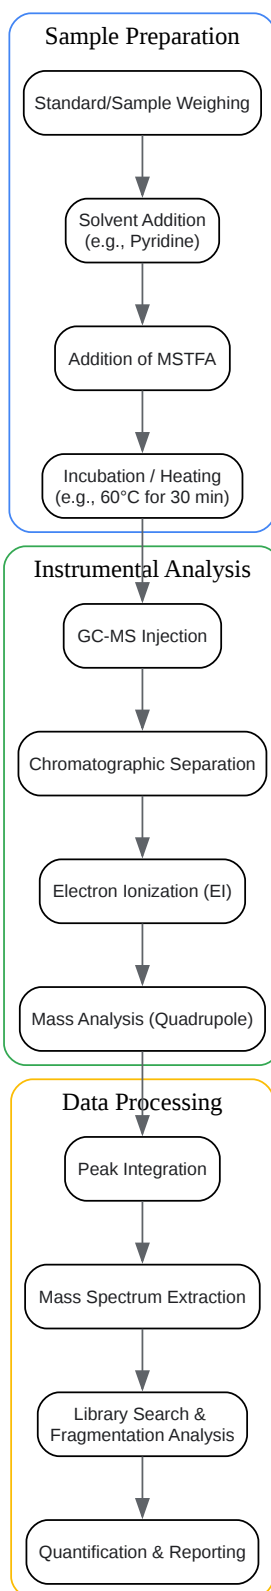 Sample Preparation
Standard/Sample Weighing
Solvent Addition
(e.g., Pyridine)
Addition of MSTFA
Incubation / Heating
(e.g., 60°C for 30 min)
Instrumental Analysis
GC-MS Injection
Chromatographic Separation
Electron Ionization (EI)
Mass Analysis (Quadrupole)
Data Processing
Peak Integration
Mass Spectrum Extraction
Library Search &
Fragmentation Analysis
Quantification & Reporting